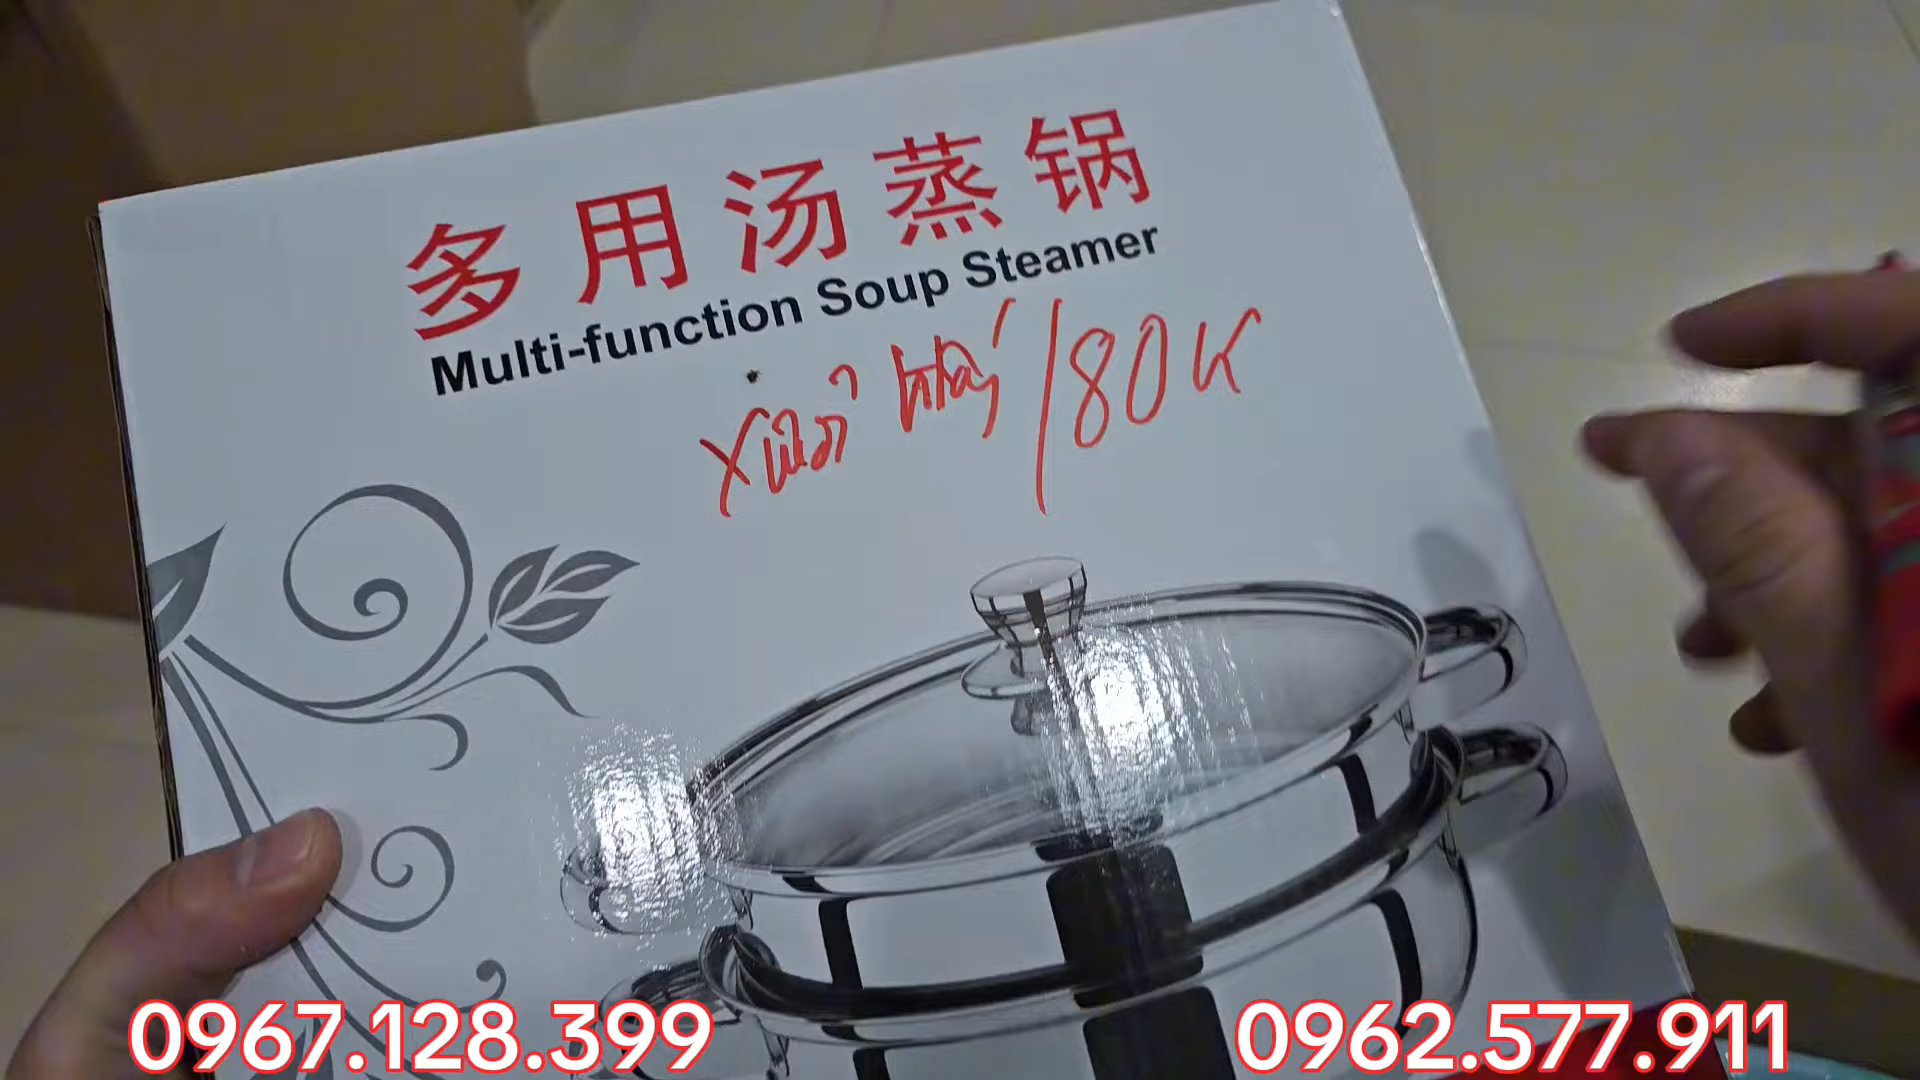 多用汤蒸锅
Multi-function Soup Steamer
180K
0967.128.399
0962.577.911